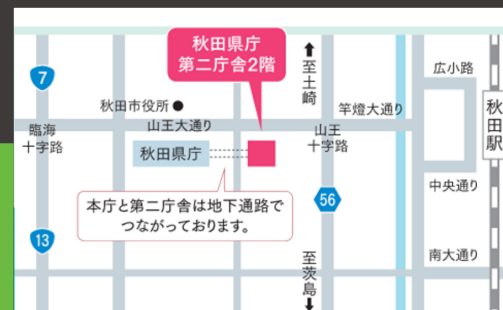 秋田県庁
第二庁舎2階
至土崎
7
広小路
秋田市役所
竿燈大通り
秋田駅
山王大通り
臨海
十字路
山王
十字路
秋田県庁
中央通り
本庁と第二庁舎は地下通路で
つながっております。
56
13
南大通り
至茨島